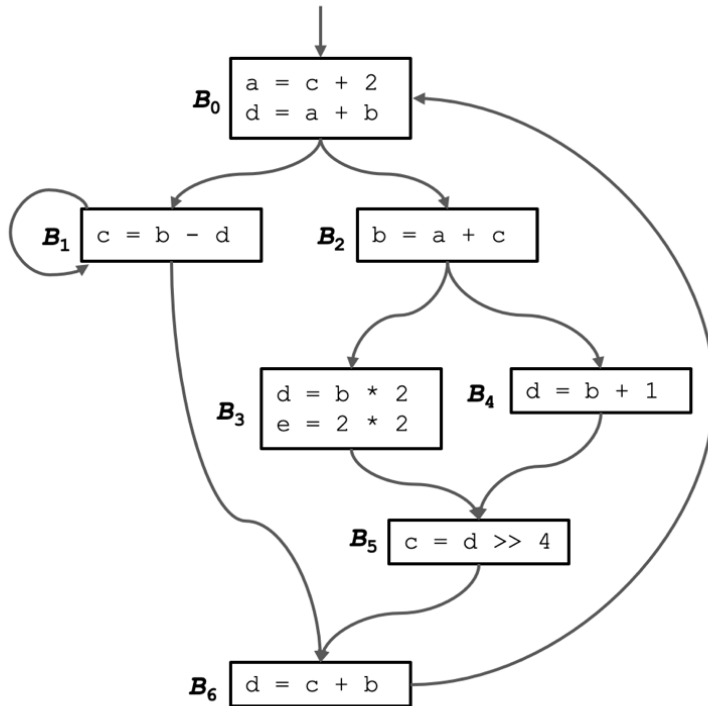 B₀
a = c + 2
d = a + b
B₁
c = b - d
B₂
b = a + c
B₃
d = b * 2
e = 2 * 2
B₄
d = b + 1
B₅
c = d >> 4
B₆
d = c + b